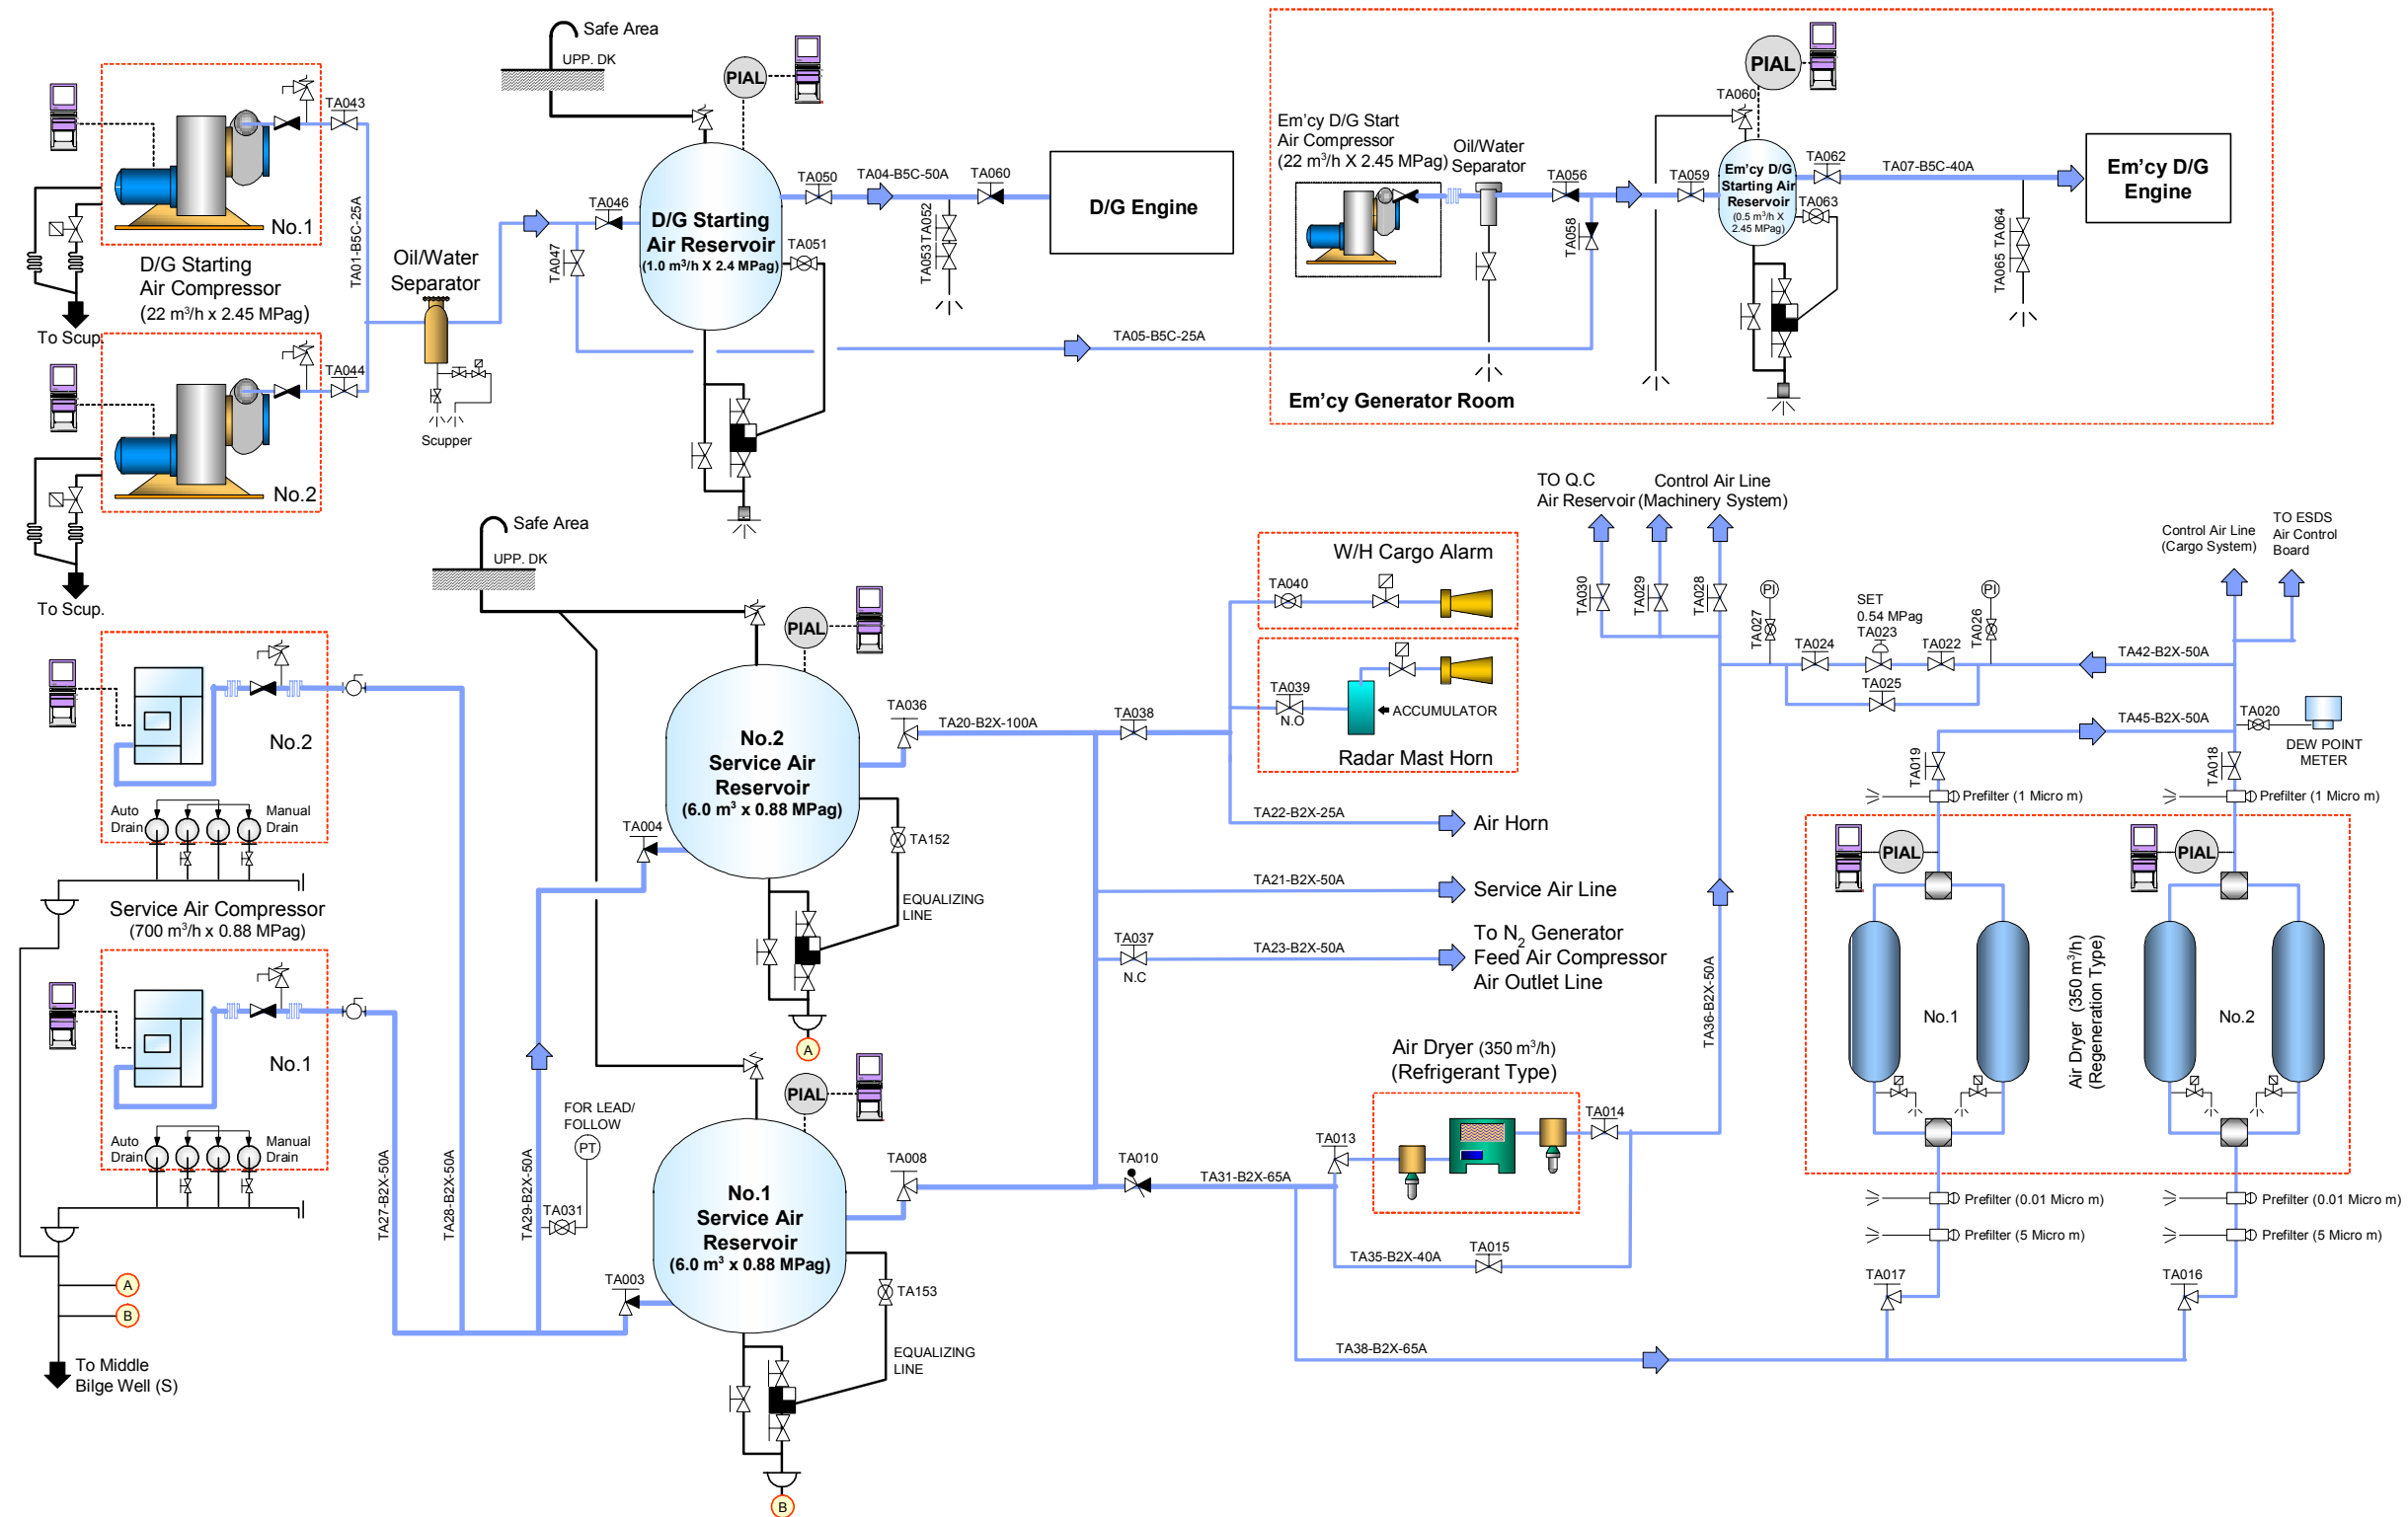 Safe Area
UPP. DK
PIAL
TA043
No.1
TA01-B5C-25A
D/G Starting
Air Compressor
(22 m³/h x 2.45 MPag)
To Scup.
TA044
No.2
To Scup.
Oil/Water
Separator
Scupper
TA046
TA047
D/G Starting
Air Reservoir
(1.0 m³/h X 2.4 MPag)
TA050
TA04-B5C-50A
TA060
TA051
TA053 TA052
D/G Engine
TA05-B5C-25A
Em'cy D/G Start
Air Compressor
(22 m³/h X 2.45 MPag)
Oil/Water
Separator
TA056
TA058
TA059
PIAL
TA060
Em'cy D/G
Starting Air
Reservoir
(0.5 m³/h X
2.45 MPag)
TA062
TA063
TA07-B5C-40A
TA065 TA064
Em'cy D/G
Engine
Em'cy Generator Room
Safe Area
UPP. DK
No.2
Auto
Drain
Manual
Drain
Service Air Compressor
(700 m³/h x 0.88 MPag)
No.1
Auto
Drain
Manual
Drain
A
B
To Middle
Bilge Well (S)
TA27-B2X-50A
TA28-B2X-50A
TA29-B2X-50A
FOR LEAD/
FOLLOW
PT
TA031
TA004
TA003
PIAL
No.2
Service Air
Reservoir
(6.0 m³ x 0.88 MPag)
TA036
TA152
EQUALIZING
LINE
A
PIAL
No.1
Service Air
Reservoir
(6.0 m³ x 0.88 MPag)
TA008
TA153
EQUALIZING
LINE
B
TA20-B2X-100A
TA038
W/H Cargo Alarm
TA040
TA039
N.O
ACCUMULATOR
Radar Mast Horn
TA22-B2X-25A
Air Horn
TA21-B2X-50A
Service Air Line
TA037
N.C
TA23-B2X-50A
To N₂ Generator
Feed Air Compressor
Air Outlet Line
TA010
TA31-B2X-65A
Air Dryer (350 m³/h)
(Refrigerant Type)
TA013
TA014
TA35-B2X-40A
TA015
TA38-B2X-65A
TA36-B2X-50A
TO Q.C
Air Reservoir
Control Air Line
(Machinery System)
TA030
TA029
TA028
PI
TA027
TA024
SET
0.54 MPag
TA023
TA022
TA025
PI
TA026
TA42-B2X-50A
Control Air Line
(Cargo System)
TO ESDS
Air Control
Board
TA45-B2X-50A
TA020
DEW POINT
METER
TA019
TA018
Prefilter (1 Micro m)
Prefilter (1 Micro m)
PIAL
PIAL
No.1
Air Dryer (350 m³/h)
(Regeneration Type)
No.2
Prefilter (0.01 Micro m)
Prefilter (0.01 Micro m)
Prefilter (5 Micro m)
Prefilter (5 Micro m)
TA017
TA016